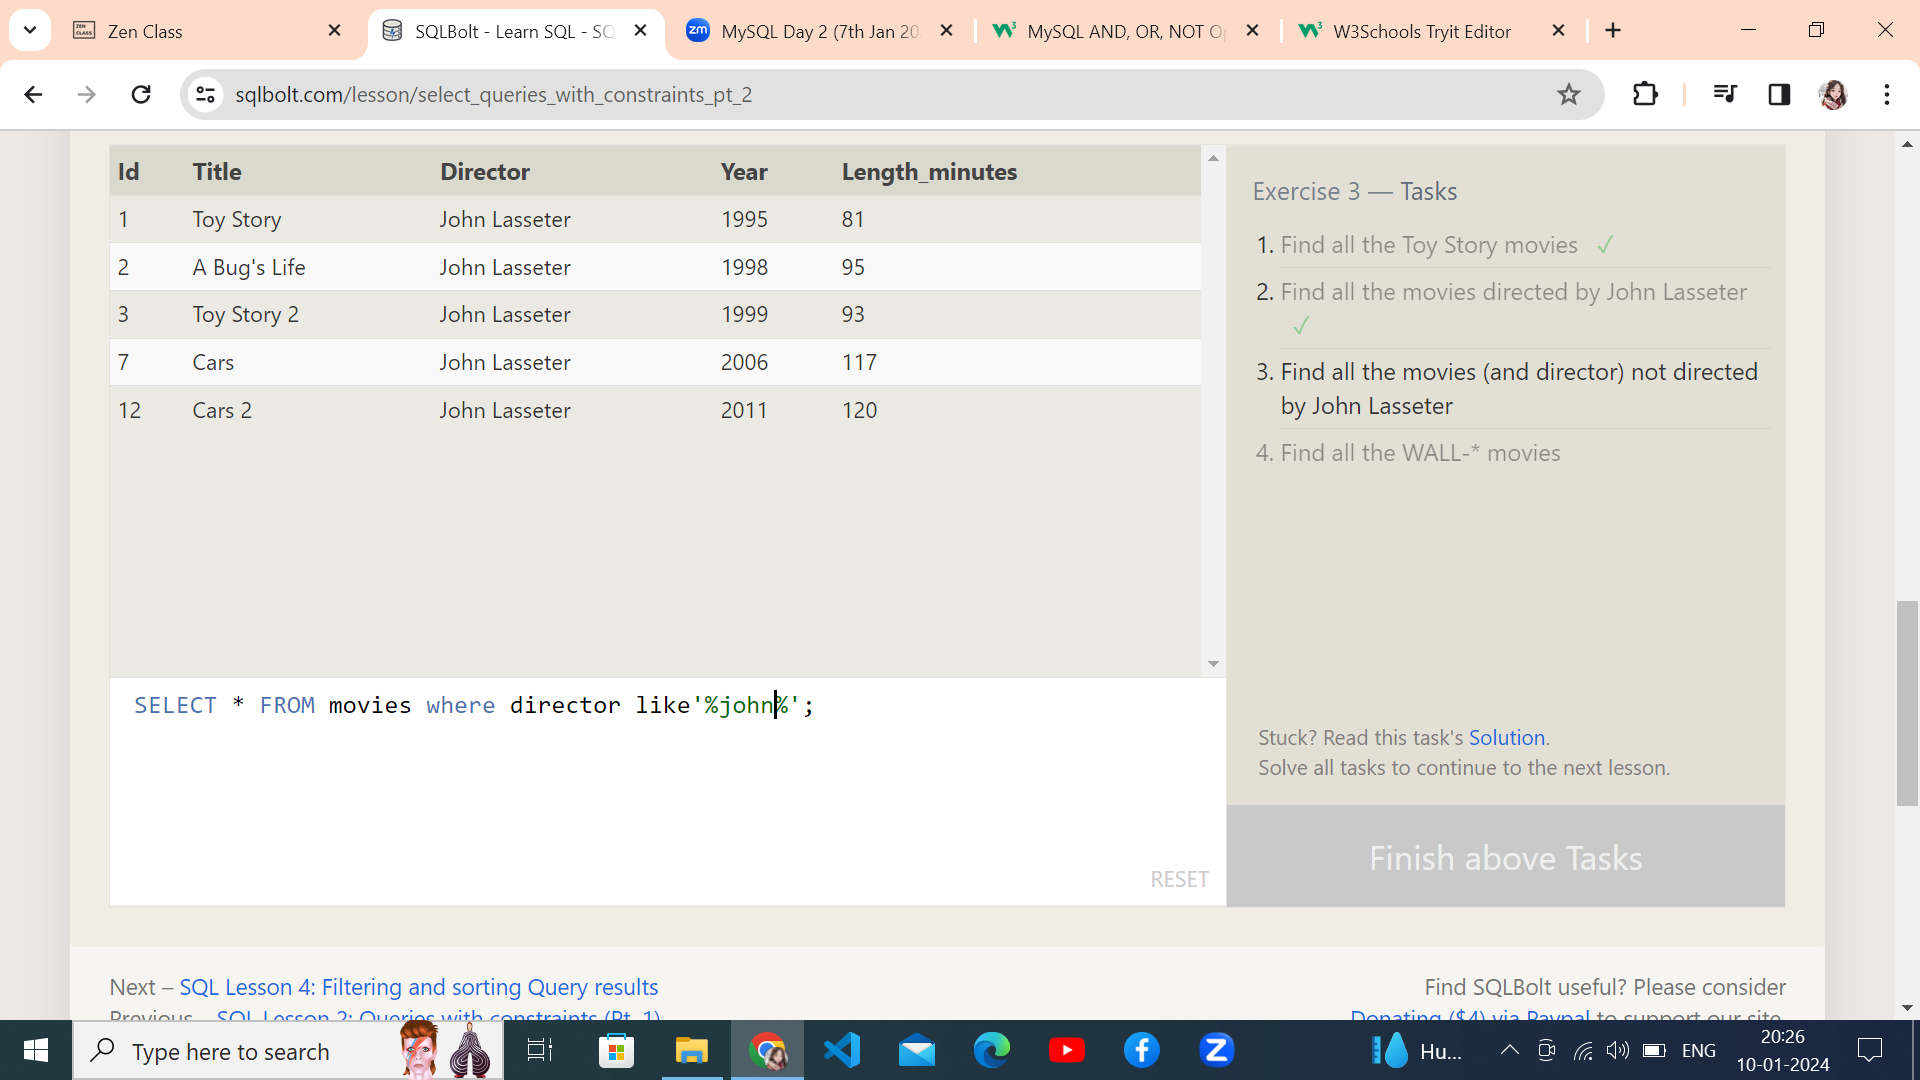 Zen Class
SQLBolt - Learn SQL - SQ
zm MySQL Day 2 (7th Jan 20
MySQL AND, OR, NOT Op
W3Schools Tryit Editor
sqlbolt.com/lesson/select_queries_with_constraints_pt_2
Id Title Director Year Length_minutes
1 Toy Story John Lasseter 1995 81
2 A Bug's Life John Lasseter 1998 95
3 Toy Story 2 John Lasseter 1999 93
7 Cars John Lasseter 2006 117
12 Cars 2 John Lasseter 2011 120
SELECT * FROM movies where director like'%john%';
RESET
Exercise 3 — Tasks
1. Find all the Toy Story movies ✓
2. Find all the movies directed by John Lasseter
✓
3. Find all the movies (and director) not directed
by John Lasseter
4. Find all the WALL-* movies
Stuck? Read this task's Solution.
Solve all tasks to continue to the next lesson.
Finish above Tasks
Next – SQL Lesson 4: Filtering and sorting Query results
Previous – SQL Lesson 2: Queries with constraints (Pt. 1)
Find SQLBolt useful? Please consider
Donating ($4) via Paypal to support our site.
Type here to search
Hu...
ENG
20:26
10-01-2024